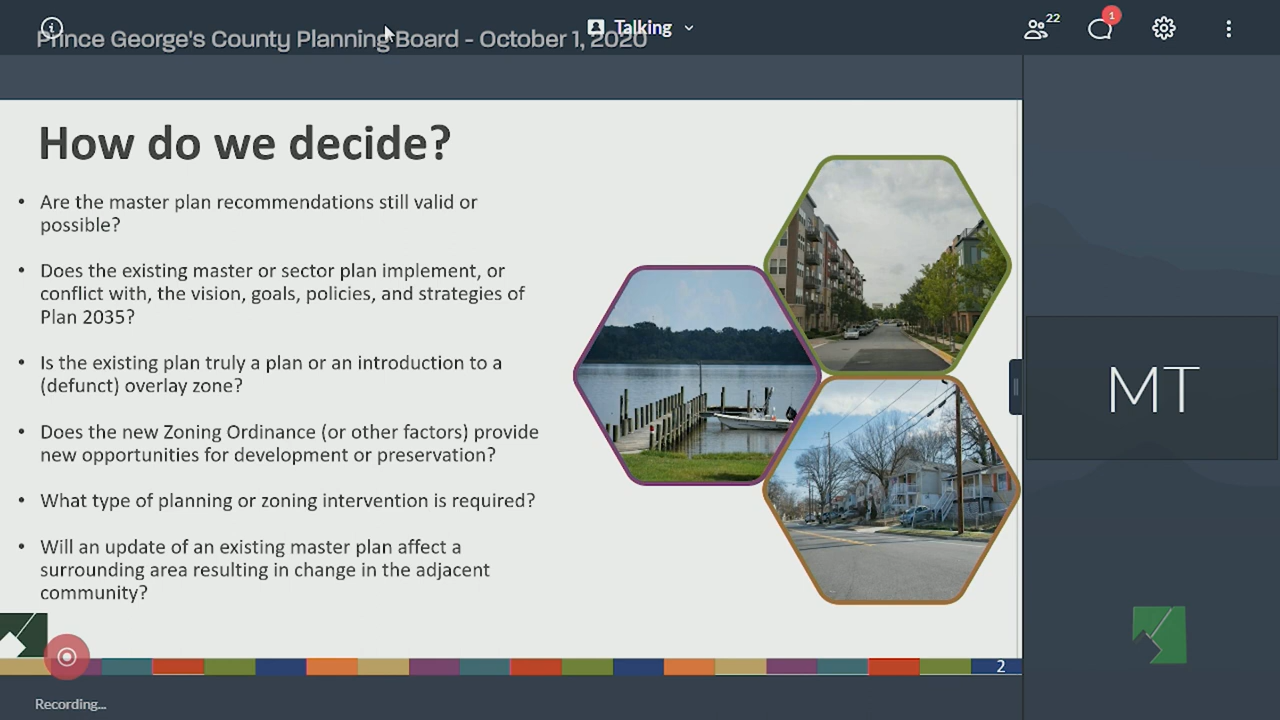 Prince George's County Planning Board - October 1, 2020
Talking
22
1
How do we decide?
• Are the master plan recommendations still valid or
possible?
• Does the existing master or sector plan implement, or
conflict with, the vision, goals, policies, and strategies of
Plan 2035?
• Is the existing plan truly a plan or an introduction to a
(defunct) overlay zone?
• Does the new Zoning Ordinance (or other factors) provide
new opportunities for development or preservation?
• What type of planning or zoning intervention is required?
• Will an update of an existing master plan affect a
surrounding area resulting in change in the adjacent
community?
MT
2
Recording...